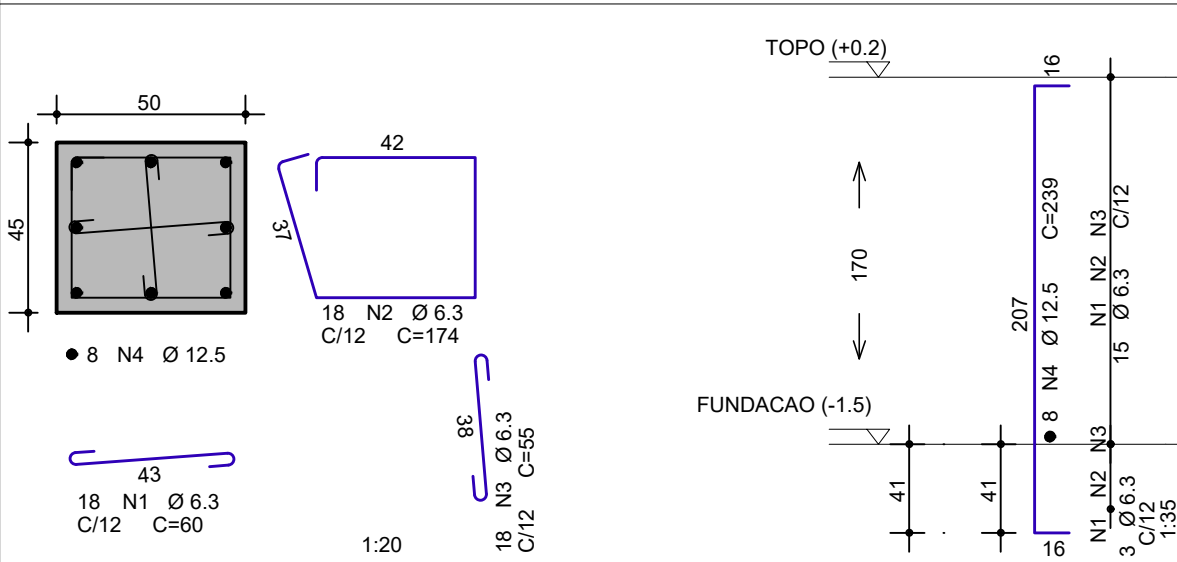 50
45
8 N4 Ø 12.5
42
37
18 N2 Ø 6.3
C/12 C=174
43
18 N1 Ø 6.3
C/12 C=60
38
18 N3 Ø 6.3
C/12 C=55
1:20
TOPO (+0.2)
170
FUNDACAO (-1.5)
41
41
16
207
8 N4 Ø 12.5 C=239
16
N1 N2 N3
15 Ø 6.3 C/12
N1 N2 N3
3 Ø 6.3
C/12
1:35